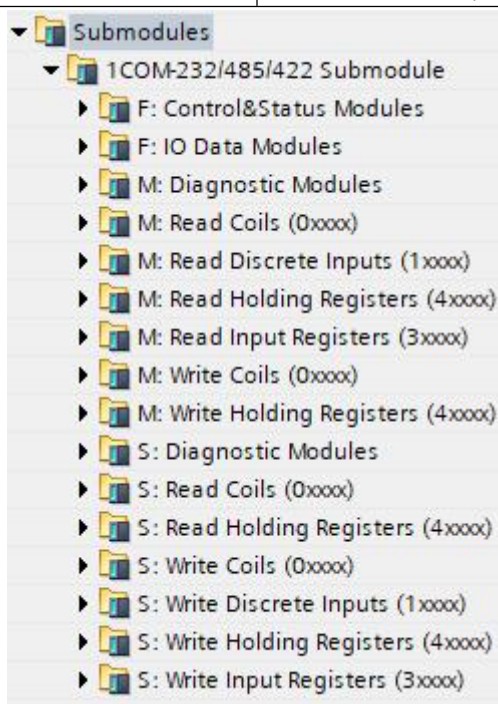 Submodules
1COM-232/485/422 Submodule
F: Control&Status Modules
F: IO Data Modules
M: Diagnostic Modules
M: Read Coils (0xxxx)
M: Read Discrete Inputs (1xxxx)
M: Read Holding Registers (4xxxx)
M: Read Input Registers (3xxxx)
M: Write Coils (0xxxx)
M: Write Holding Registers (4xxxx)
S: Diagnostic Modules
S: Read Coils (0xxxx)
S: Read Holding Registers (4xxxx)
S: Write Coils (0xxxx)
S: Write Discrete Inputs (1xxxx)
S: Write Holding Registers (4xxxx)
S: Write Input Registers (3xxxx)